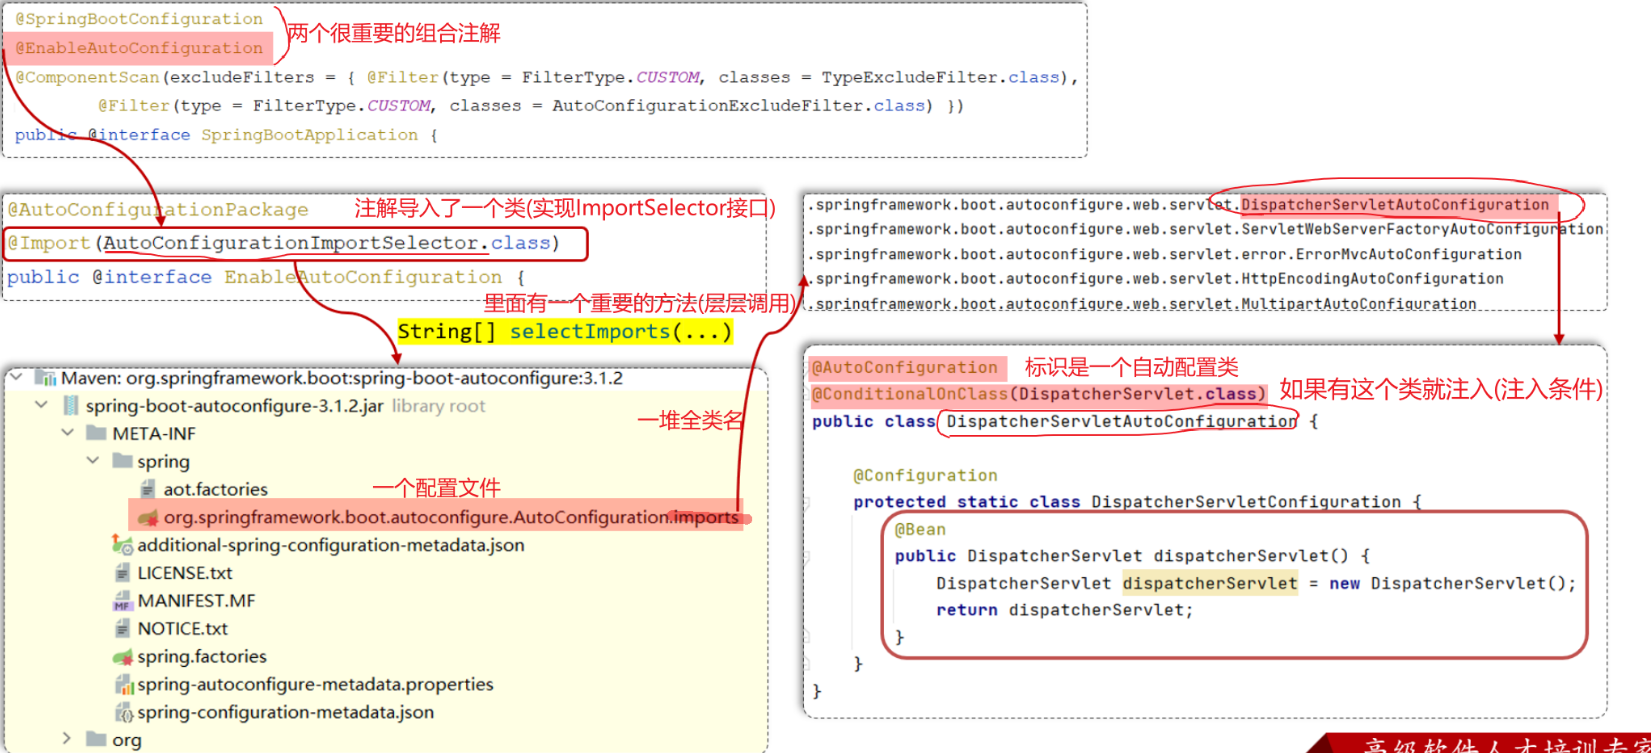 @SpringBootConfiguration
两个很重要的组合注解
@EnableAutoConfiguration
@ComponentScan(excludeFilters = { @Filter(type = FilterType.CUSTOM, classes = TypeExcludeFilter.class),
@Filter(type = FilterType.CUSTOM, classes = AutoConfigurationExcludeFilter.class) })
public @interface SpringBootApplication {
@AutoConfigurationPackage
注解导入了一个类(实现ImportSelector接口)
@Import(AutoConfigurationImportSelector.class)
public @interface EnableAutoConfiguration {
里面有一个重要的方法(层层调用)
String[] selectImports(...)
Maven: org.springframework.boot:spring-boot-autoconfigure:3.1.2
spring-boot-autoconfigure-3.1.2.jar library root
META-INF
spring
aot.factories
一个配置文件
org.springframework.boot.autoconfigure.AutoConfiguration.imports
additional-spring-configuration-metadata.json
LICENSE.txt
MANIFEST.MF
NOTICE.txt
spring.factories
spring-autoconfigure-metadata.properties
spring-configuration-metadata.json
org
一堆全类名
.springframework.boot.autoconfigure.web.servlet.DispatcherServletAutoConfiguration
.springframework.boot.autoconfigure.web.servlet.ServletWebServerFactoryAutoConfiguration
.springframework.boot.autoconfigure.web.servlet.error.ErrorMvcAutoConfiguration
.springframework.boot.autoconfigure.web.servlet.HttpEncodingAutoConfiguration
.springframework.boot.autoconfigure.web.servlet.MultipartAutoConfiguration
@AutoConfiguration
标识是一个自动配置类
@ConditionalOnClass(DispatcherServlet.class)
如果有这个类就注入(注入条件)
public class DispatcherServletAutoConfiguration {
@Configuration
protected static class DispatcherServletConfiguration {
@Bean
public DispatcherServlet dispatcherServlet() {
DispatcherServlet dispatcherServlet = new DispatcherServlet();
return dispatcherServlet;
}
}
}
高级软件人才培训专家